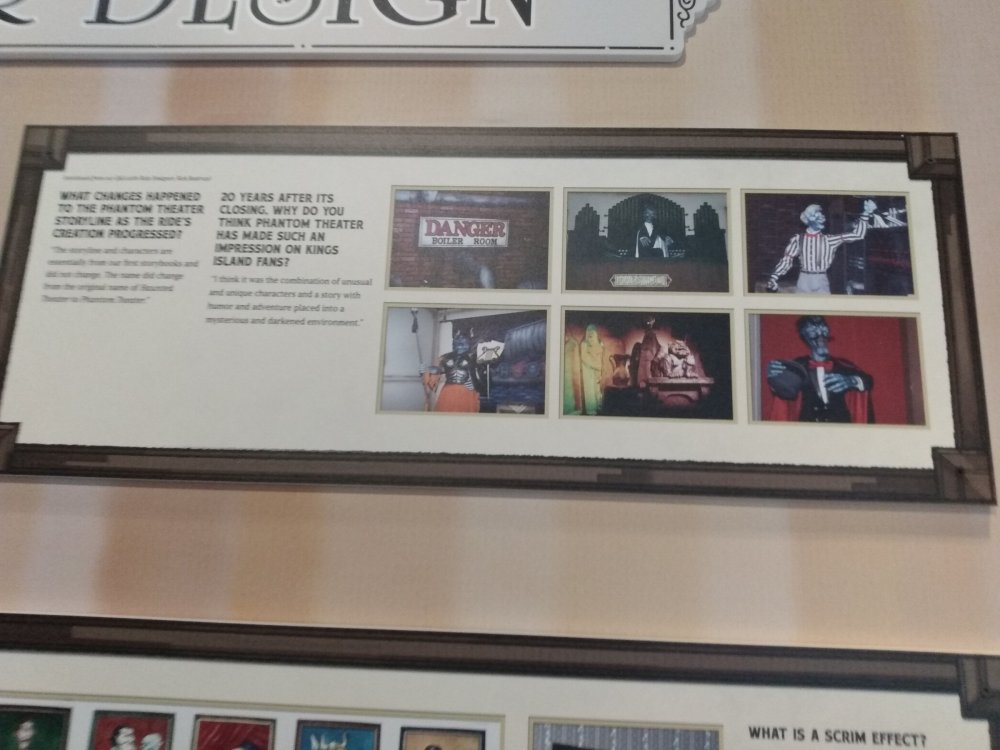 & DESIGN
WHAT CHANGES HAPPENED
TO THE PHANTOM THEATER
STORYLINE AS THE RIDE'S
CREATION PROGRESSED?
"The storyline and characters are
essentially from our first storybooks and
did not change. The name did change
from the original name of Haunted
Theater to Phantom Theater."
20 YEARS AFTER ITS
CLOSING, WHY DO YOU
THINK PHANTOM THEATER
HAS MADE SUCH AN
IMPRESSION ON KINGS
ISLAND FANS?
"I think it was the combination of unusual
and unique characters and a story with
humor and adventure placed into a
mysterious and darkened environment."
DANGER
BOILER ROOM
WHAT IS A SCRIM EFFECT?